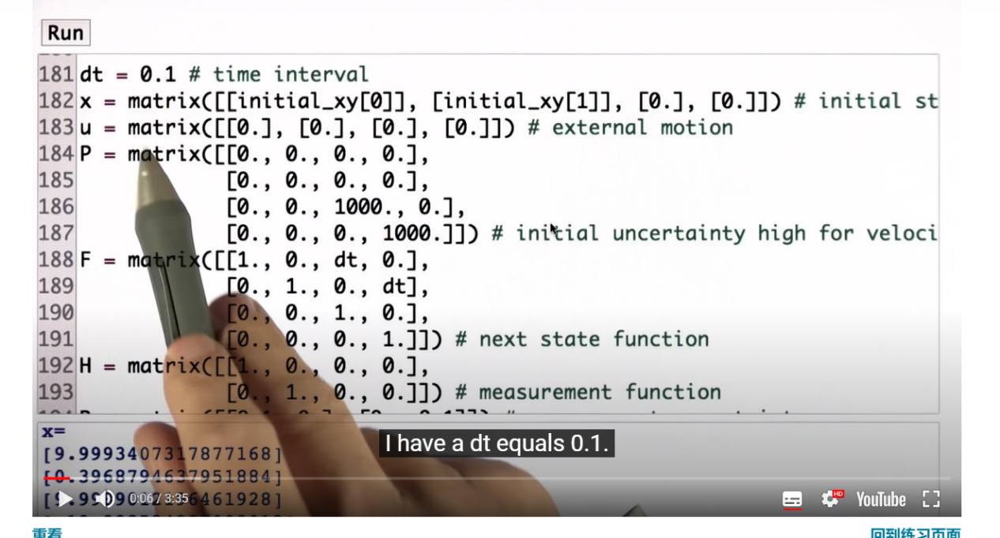 Run
181 dt = 0.1 # time interval
182 x = matrix([[initial_xy[0]], [initial_xy[1]], [0.], [0.]]) # initial st
183 u = matrix([[0.], [0.], [0.], [0.]]) # external motion
184 P = matrix([[0., 0., 0., 0.],
185 [0., 0., 0., 0.],
186 [0., 0., 1000., 0.],
187 [0., 0., 0., 1000.]]) # initial uncertainty high for veloci
188 F = matrix([[1., 0., dt, 0.],
189 [0., 1., 0., dt],
190 [0., 0., 1., 0.],
191 [0., 0., 0., 1.]]) # next state function
192 H = matrix([[1., 0., 0., 0.],
193 [0., 1., 0., 0.]]) # measurement function
x=
[9.9993407317877168]
I have a dt equals 0.1.
[0.3968794637951884]
0:06 / 3:35
HD
YouTube
重看
回到练习页面